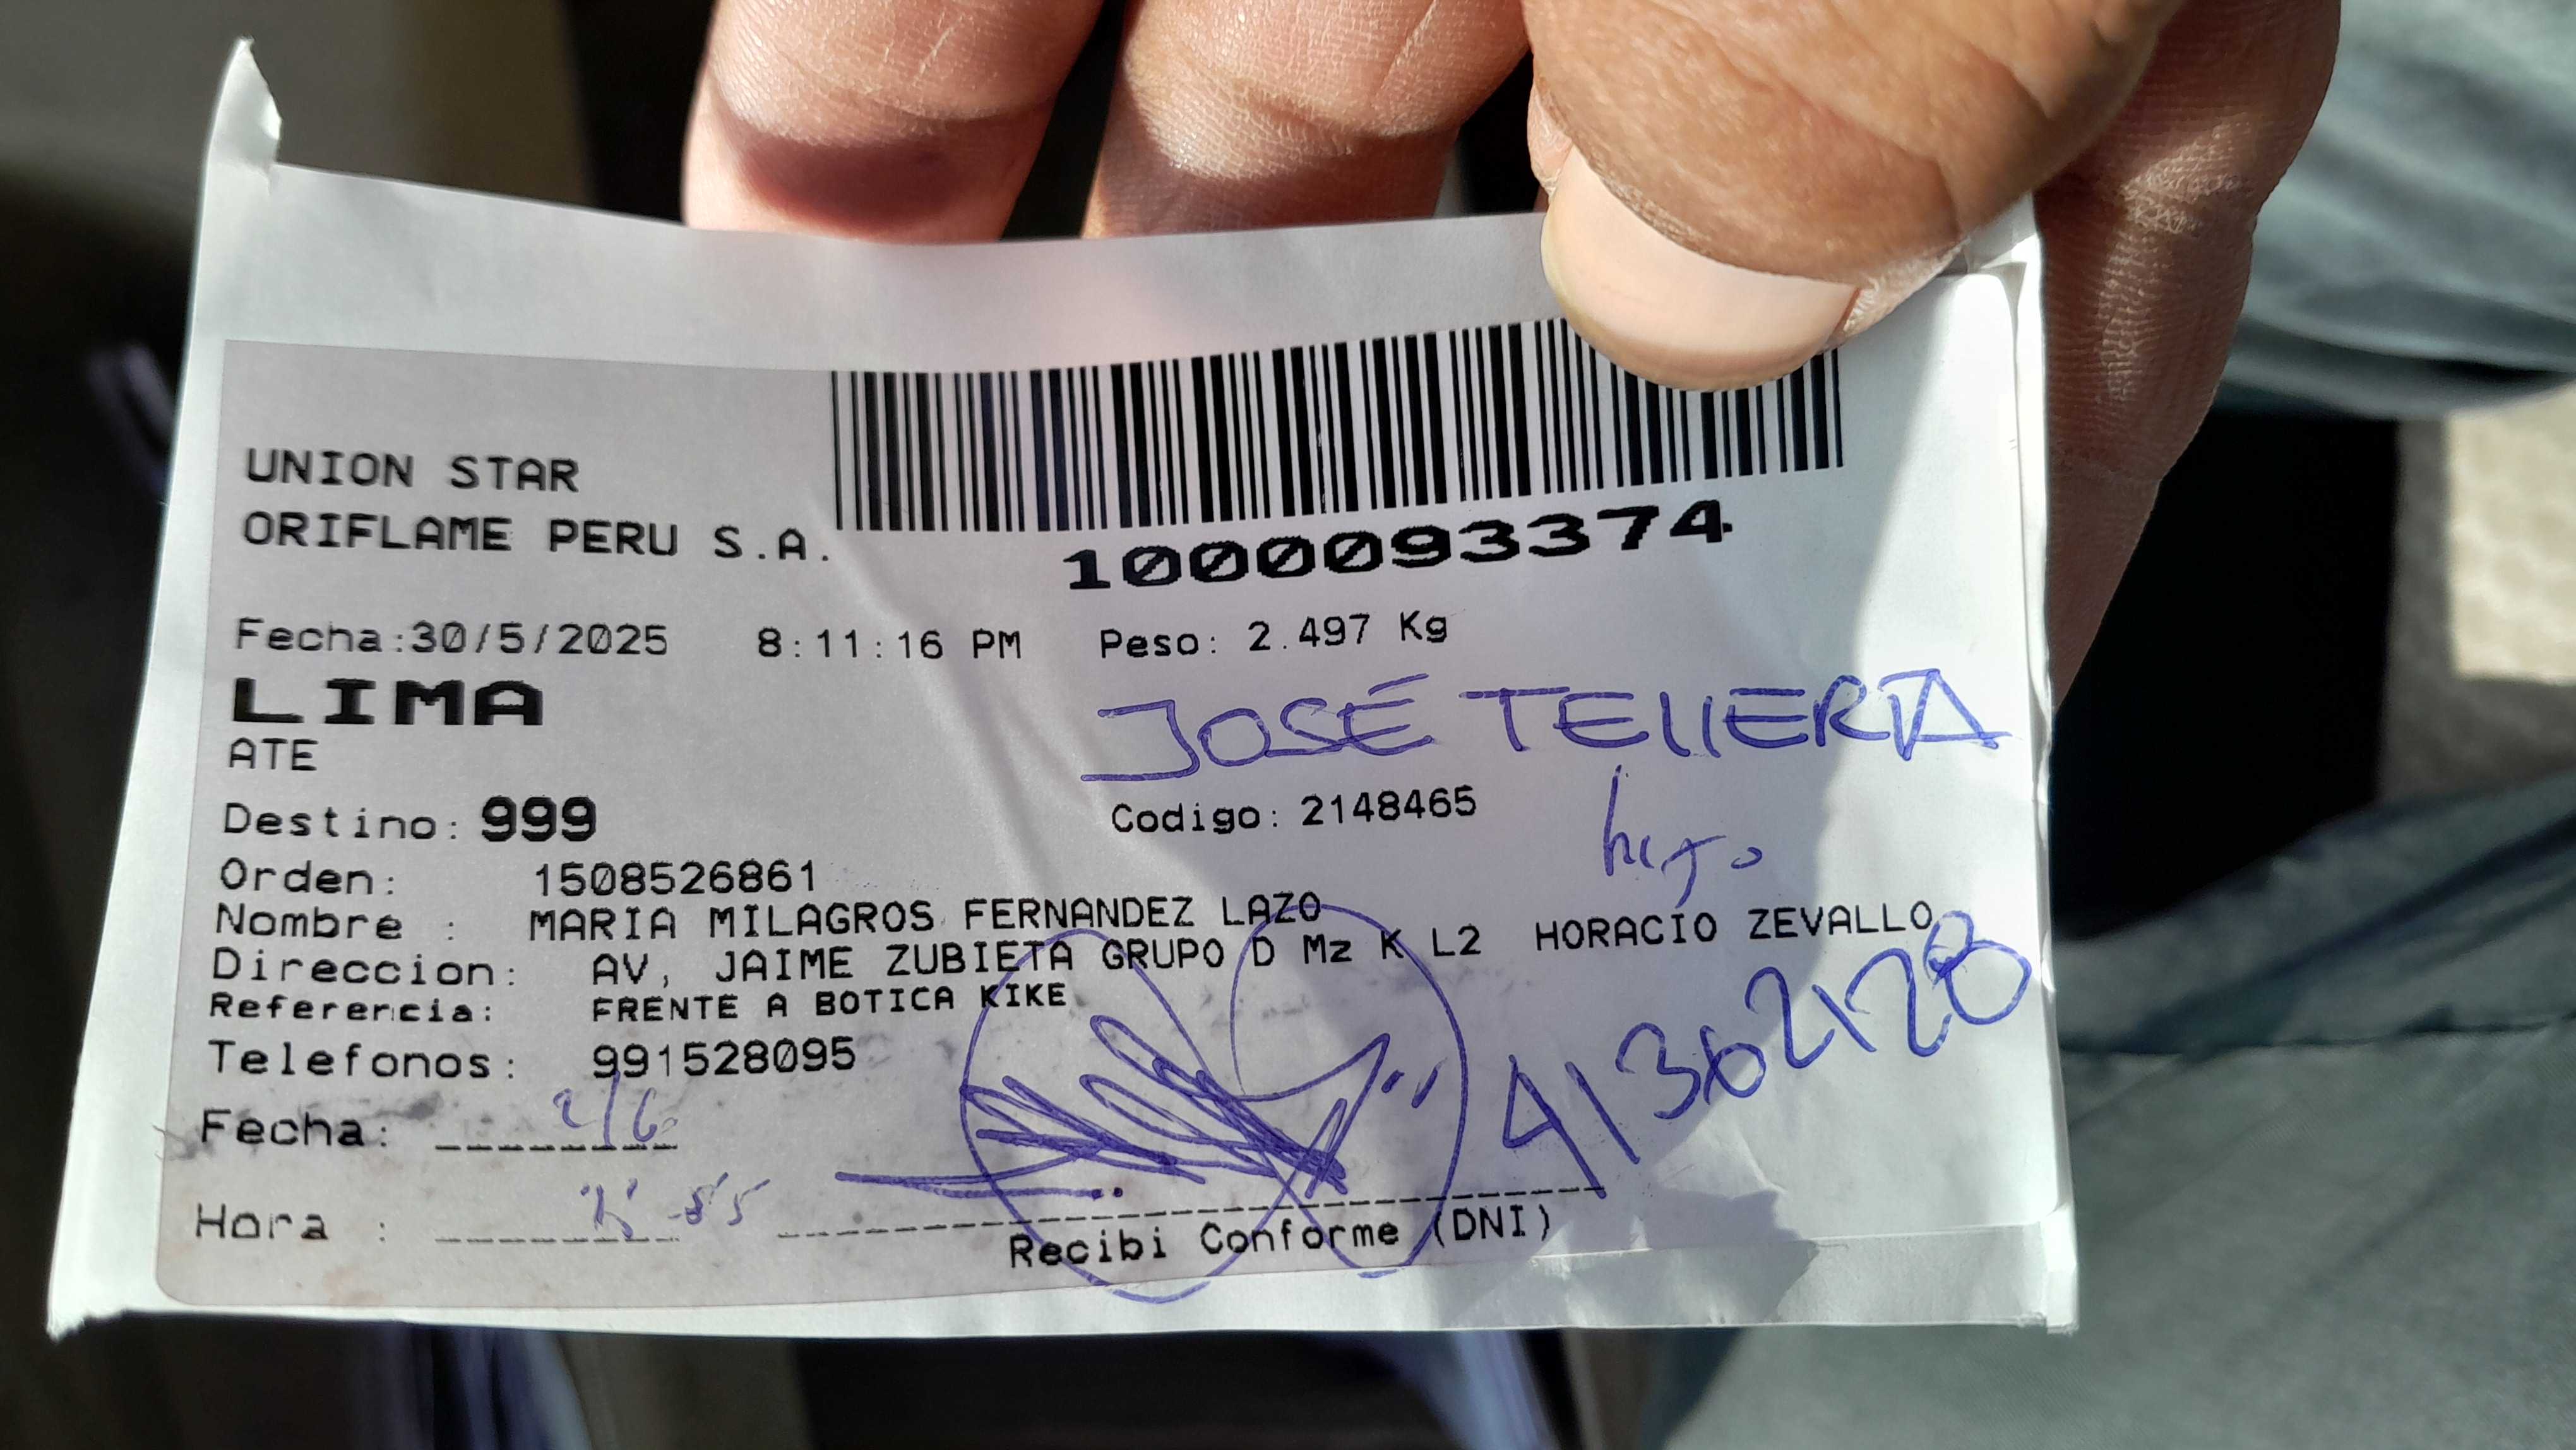 UNION STAR
ORIFLAME PERU S.A.
1000093374
Fecha:30/5/2025 8:11:16 PM Peso: 2.497 Kg
LIMA
JOSÉ TEllERIA
ATE
Destino: 999 Codigo: 2148465
hijo
Orden: 1508526861
Nombre : MARIA MILAGROS FERNANDEZ LAZO
Direccion: AV, JAIME ZUBIETA GRUPO D Mz K L2 HORACIO ZEVALLO
Referencia: FRENTE A BOTICA KIKE
Telefonos: 991528095
41362128
Fecha: 2/6
Hora :
Recibi Conforme (DNI)